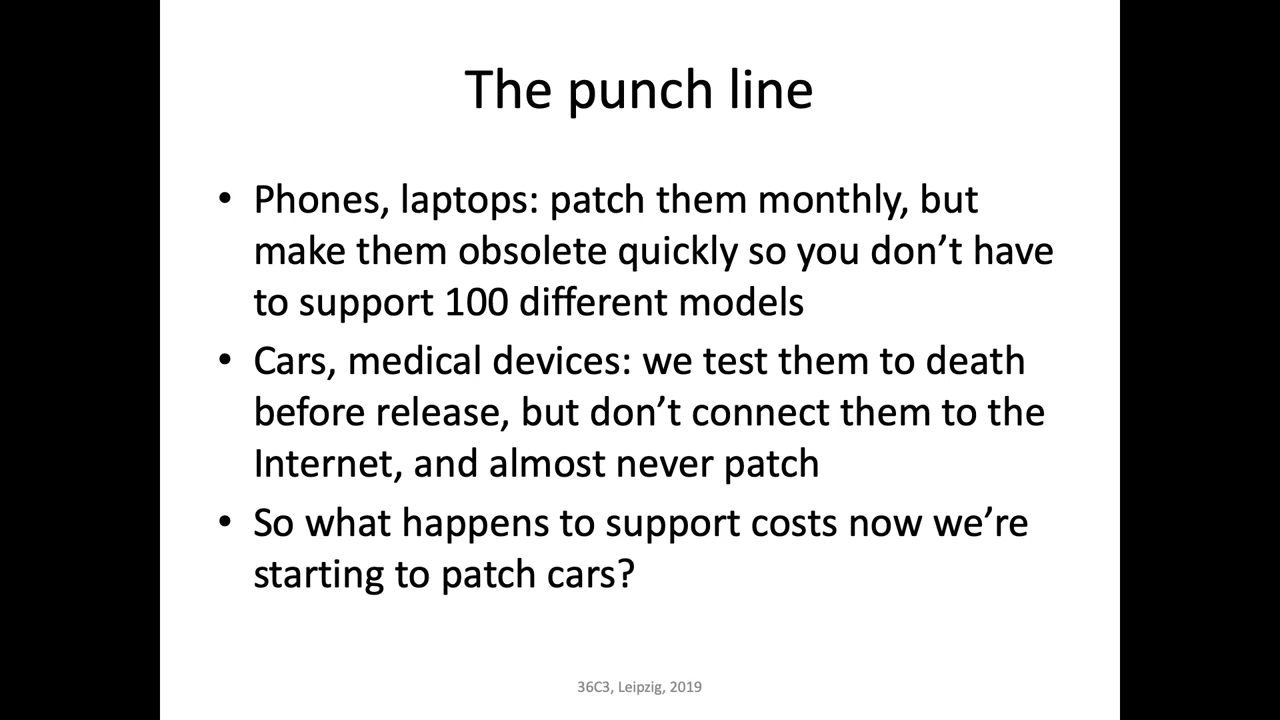 The punch line
• Phones, laptops: patch them monthly, but
make them obsolete quickly so you don’t have
to support 100 different models
• Cars, medical devices: we test them to death
before release, but don’t connect them to the
Internet, and almost never patch
• So what happens to support costs now we’re
starting to patch cars?
36C3, Leipzig, 2019